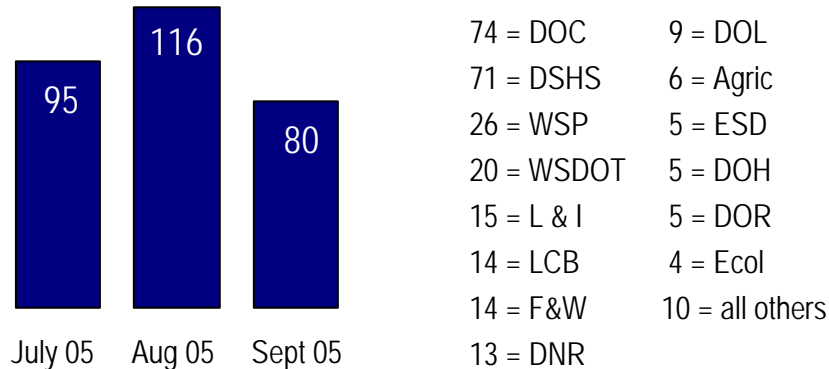 95
116
80
July 05
Aug 05
Sept 05
74 = DOC
71 = DSHS
26 = WSP
20 = WSDOT
15 = L & I
14 = LCB
14 = F&W
13 = DNR
9 = DOL
6 = Agric
5 = ESD
5 = DOH
5 = DOR
4 = Ecol
10 = all others